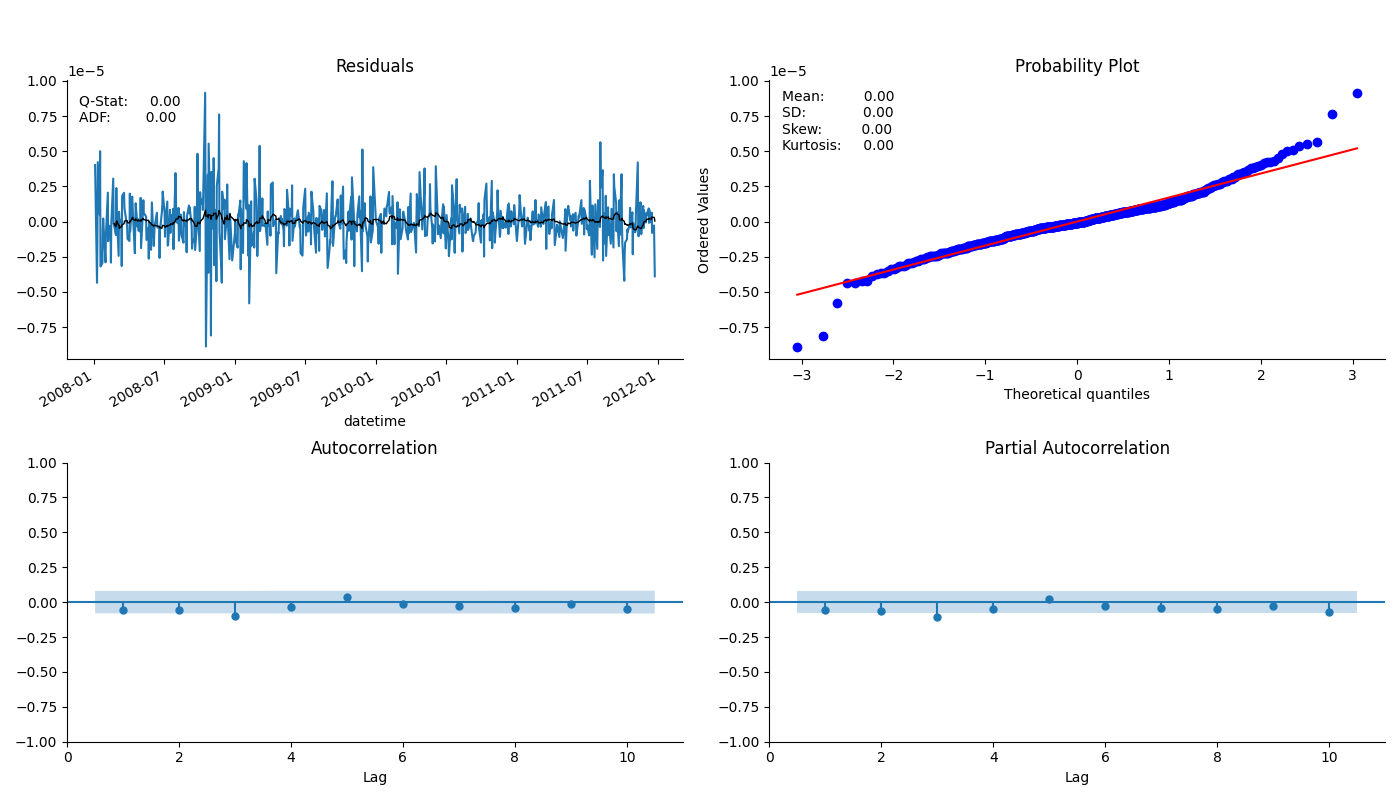 Residuals
1e−5
Q-Stat: 0.00
ADF: 0.00
1.00
0.75
0.50
0.25
0.00
−0.25
−0.50
−0.75
2008-01
2008-07
2009-01
2009-07
2010-01
2010-07
2011-01
2011-07
2012-01
datetime
Probability Plot
1e−5
Mean: 0.00
SD: 0.00
Skew: 0.00
Kurtosis: 0.00
Ordered Values
1.00
0.75
0.50
0.25
0.00
−0.25
−0.50
−0.75
−3 −2 −1 0 1 2 3
Theoretical quantiles
Autocorrelation
1.00
0.75
0.50
0.25
0.00
−0.25
−0.50
−0.75
−1.00
0 2 4 6 8 10
Lag
Partial Autocorrelation
1.00
0.75
0.50
0.25
0.00
−0.25
−0.50
−0.75
−1.00
0 2 4 6 8 10
Lag